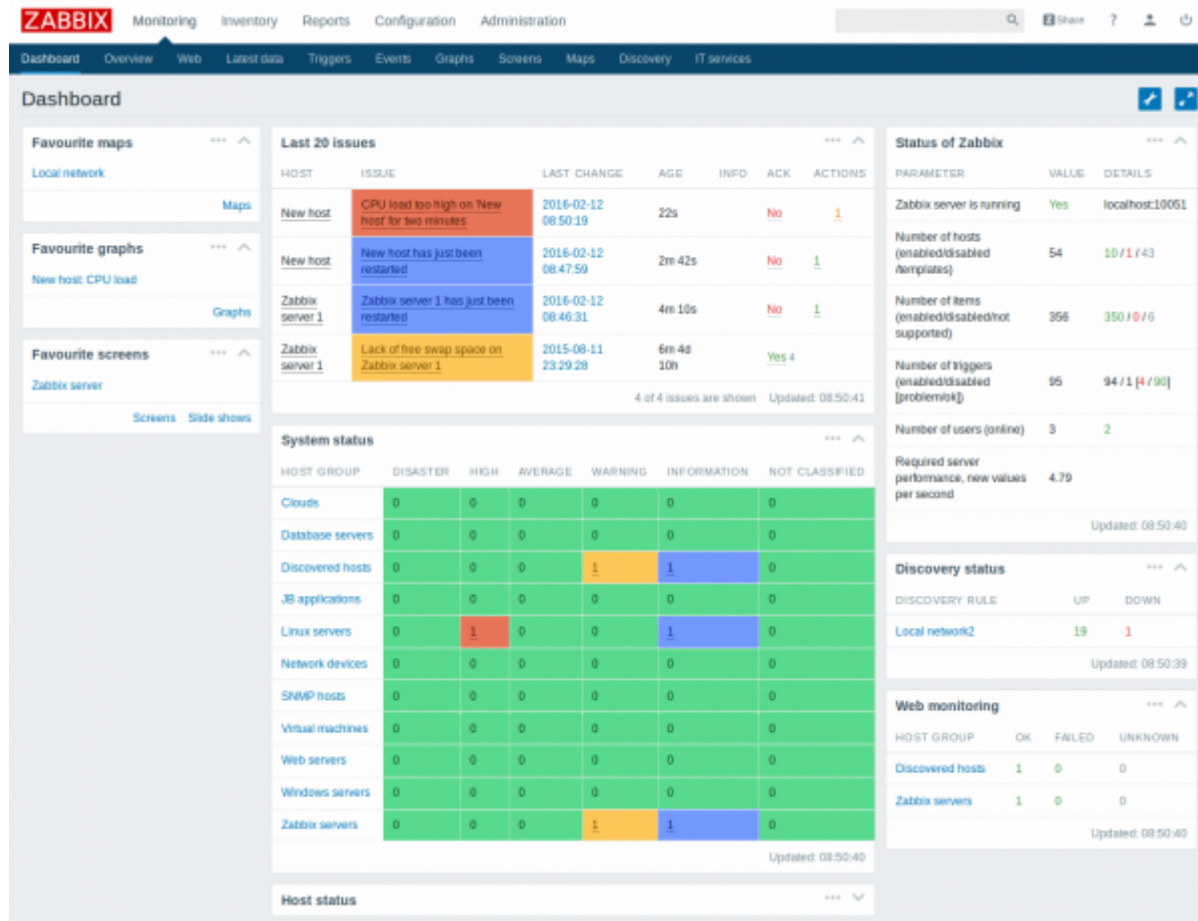 ZABBIX Monitoring Inventory Reports Configuration Administration Z Share ?
Dashboard Overview Web Latest data Triggers Events Graphs Screens Maps Discovery IT services
Dashboard
Favourite maps
Local network
Maps
Favourite graphs
New host: CPU load
Graphs
Favourite screens
Zabbix server
Screens Slide shows
Last 20 issues
HOST ISSUE LAST CHANGE AGE INFO ACK ACTIONS
New host CPU load too high on 'New host' for two minutes 2016-02-12 08:50:19 22s No 1
New host New host has just been restarted 2016-02-12 08:47:59 2m 42s No 1
Zabbix server 1 Zabbix server 1 has just been restarted 2016-02-12 08:46:31 4m 10s No 1
Zabbix server 1 Lack of free swap space on Zabbix server 1 2015-08-11 23:29:28 6m 4d 10h Yes 4
4 of 4 issues are shown Updated: 08:50:41
System status
HOST GROUP DISASTER HIGH AVERAGE WARNING INFORMATION NOT CLASSIFIED
Clouds 0 0 0 0 0 0
Database servers 0 0 0 0 0 0
Discovered hosts 0 0 0 1 1 0
JB applications 0 0 0 0 0 0
Linux servers 0 1 0 0 1 0
Network devices 0 0 0 0 0 0
SNMP hosts 0 0 0 0 0 0
Virtual machines 0 0 0 0 0 0
Web servers 0 0 0 0 0 0
Windows servers 0 0 0 0 0 0
Zabbix servers 0 0 0 1 1 0
Updated: 08:50:40
Host status
Status of Zabbix
PARAMETER VALUE DETAILS
Zabbix server is running Yes localhost:10051
Number of hosts (enabled/disabled/templates) 54 10 / 1 / 43
Number of items (enabled/disabled/not supported) 356 350 / 0 / 6
Number of triggers (enabled/disabled [problem/ok]) 95 94 / 1 [4 / 90]
Number of users (online) 3 2
Required server performance, new values per second 4.79
Updated: 08:50:40
Discovery status
DISCOVERY RULE UP DOWN
Local network2 19 1
Updated: 08:50:39
Web monitoring
HOST GROUP OK FAILED UNKNOWN
Discovered hosts 1 0 0
Zabbix servers 1 0 0
Updated: 08:50:40